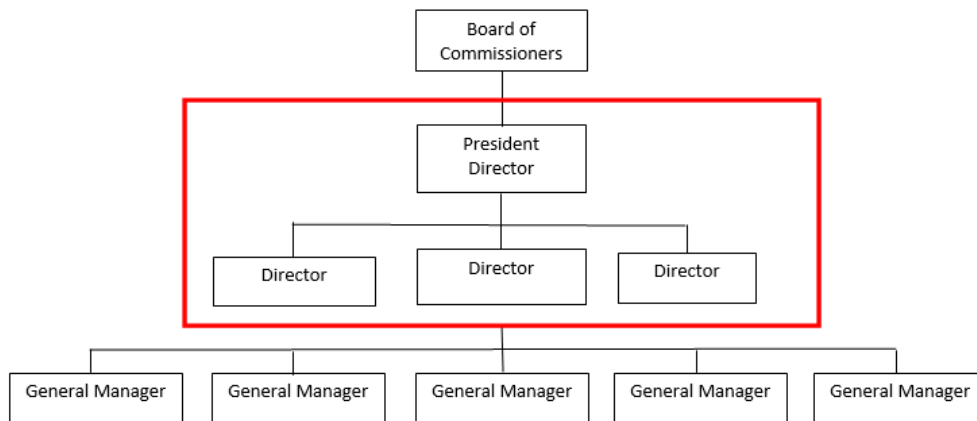 Board of
Commissioners
President
Director
Director
Director
Director
General Manager
General Manager
General Manager
General Manager
General Manager